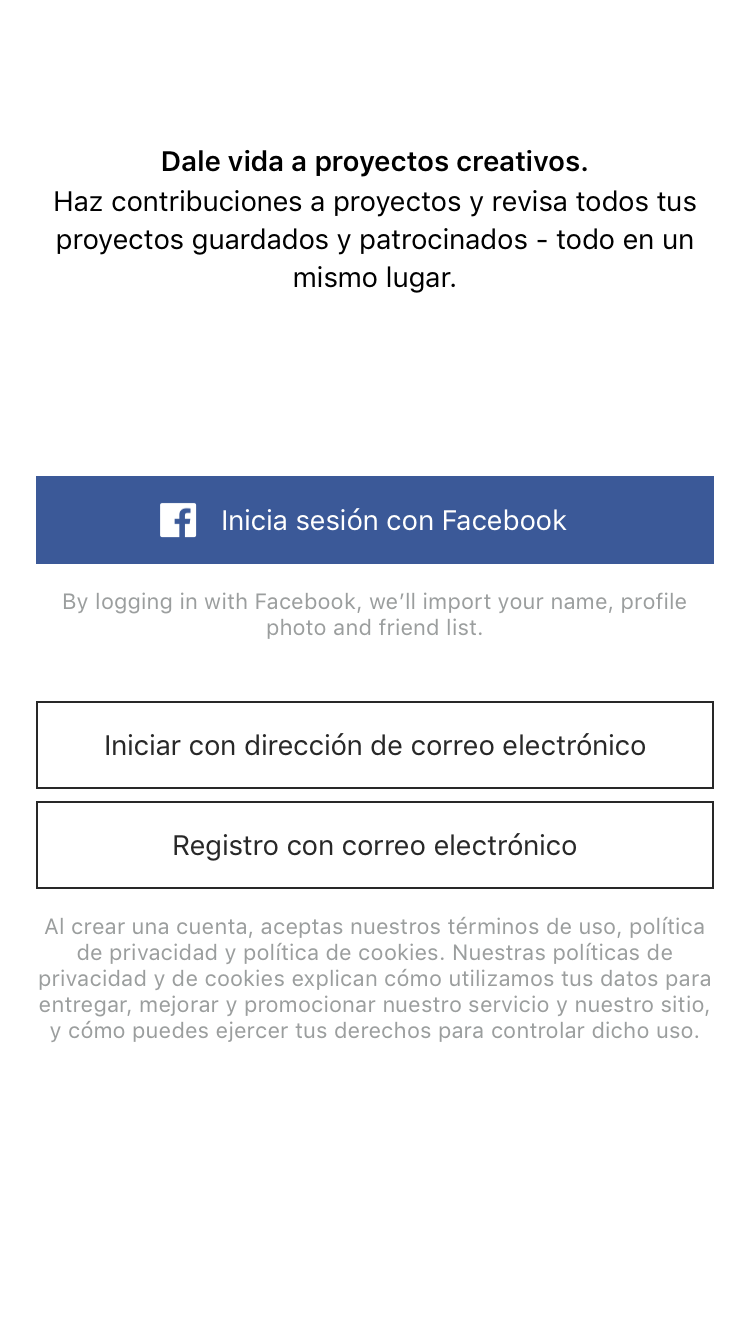 Dale vida a proyectos creativos.
Haz contribuciones a proyectos y revisa todos tus
proyectos guardados y patrocinados - todo en un
mismo lugar.
Inicia sesión con Facebook
By logging in with Facebook, we’ll import your name, profile
photo and friend list.
Iniciar con dirección de correo electrónico
Registro con correo electrónico
Al crear una cuenta, aceptas nuestros términos de uso, política
de privacidad y política de cookies. Nuestras políticas de
privacidad y de cookies explican cómo utilizamos tus datos para
entregar, mejorar y promocionar nuestro servicio y nuestro sitio,
y cómo puedes ejercer tus derechos para controlar dicho uso.